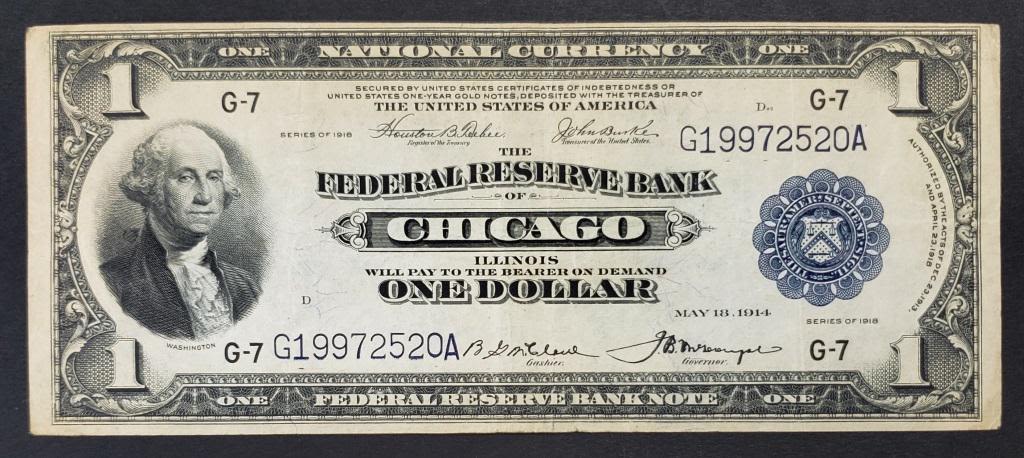 ONE NATIONAL CURRENCY ONE
1 1
SECURED BY UNITED STATES CERTIFICATES OF INDEBTEDNESS OR
UNITED STATES ONE-YEAR GOLD NOTES, DEPOSITED WITH THE TREASURER OF
THE UNITED STATES OF AMERICA
G-7 G-7
SERIES OF 1918
Register of the Treasury
John Burke
Treasurer of the United States.
G19972520A
THE
FEDERAL RESERVE BANK
OF
CHICAGO
ILLINOIS
WILL PAY TO THE BEARER ON DEMAND
ONE DOLLAR
D
MAY 18, 1914
AUTHORIZED BY THE ACTS OF DEC. 23, 1913,
AND APRIL 23, 1918
SERIES OF 1918
WASHINGTON
G-7 G19972520A
Cashier.
Governor.
G-7
1 1
ONE FEDERAL RESERVE BANK NOTE ONE